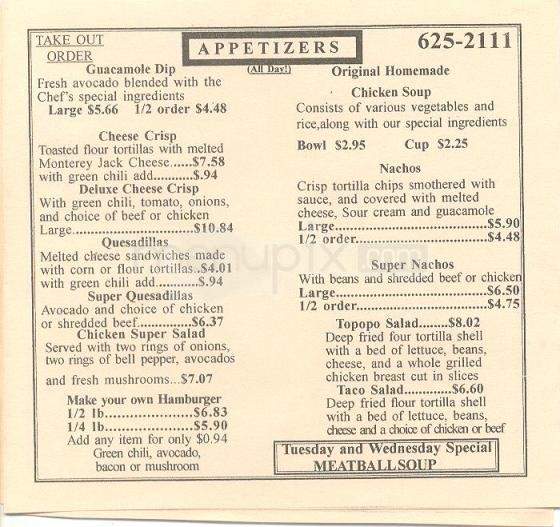 TAKE OUT
ORDER
APPETIZERS
(All Day!)
625-2111
Guacamole Dip
Fresh avocado blended with the
Chef's special ingredients
Large $5.66 1/2 order $4.48
Cheese Crisp
Toasted flour tortillas with melted
Monterey Jack Cheese......$7.58
with green chili add..........$.94
Deluxe Cheese Crisp
With green chili, tomato, onions,
and choice of beef or chicken
Large...............................$10.84
Quesadillas
Melted cheese sandwiches made
with corn or flour tortillas..$4.01
with green chili add...........$.94
Super Quesadillas
Avocado and choice of chicken
or shredded beef...........$6.37
Chicken Super Salad
Served with two rings of onions,
two rings of bell pepper, avocados
and fresh mushrooms...$7.07
Make your own Hamburger
1/2 lb........................$6.83
1/4 lb........................$5.90
Add any item for only $0.94
Green chili, avocado,
bacon or mushroom
Original Homemade
Chicken Soup
Consists of various vegetables and
rice,along with our special ingredients
Bowl $2.95 Cup $2.25
Nachos
Crisp tortilla chips smothered with
sauce, and covered with melted
cheese, Sour cream and guacamole
Large.........................................$5.90
1/2 order....................................$4.48
Super Nachos
With beans and shredded beef or chicken
Large.........................................$6.50
1/2 order....................................$4.75
Topopo Salad........$8.02
Deep fried four tortilla shell
with a bed of lettuce, beans,
cheese, and a whole grilled
chicken breast cut in slices
Taco Salad.............$6.60
Deep fried flour tortilla shell
with a bed of lettuce, beans,
cheese and a choice of chicken or beef
Tuesday and Wednesday Special
MEATBALLSOUP